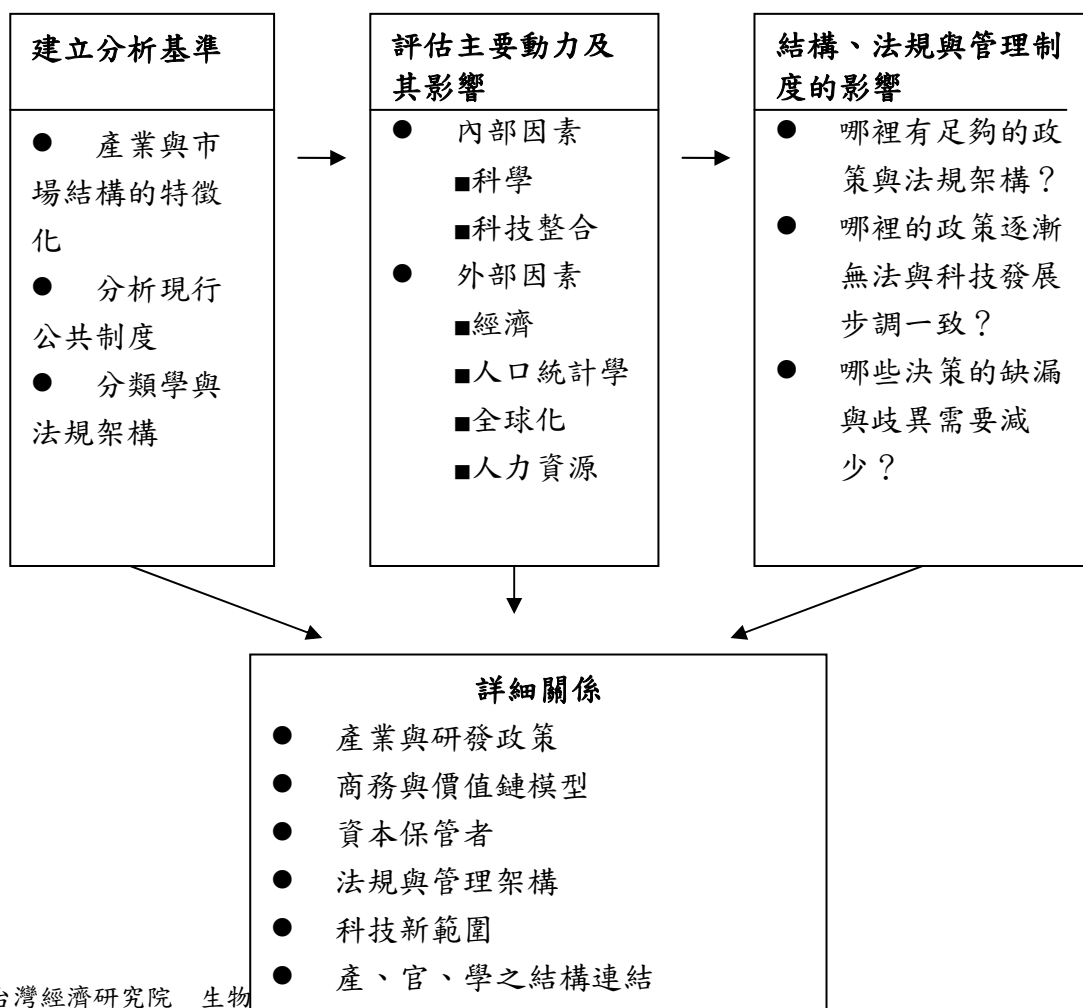 建立分析基準
● 產業與市
場結構的特徵
化
● 分析現行
公共制度
● 分類學與
法規架構
評估主要動力及
其影響
● 內部因素
■科學
■科技整合
● 外部因素
■經濟
■人口統計學
■全球化
■人力資源
結構、法規與管理制
度的影響
● 哪裡有足夠的政
策與法規架構？
● 哪裡的政策逐漸
無法與科技發展
步調一致？
● 哪些決策的缺漏
與歧異需要減
少？
詳細關係
● 產業與研發政策
● 商務與價值鏈模型
● 資本保管者
● 法規與管理架構
● 科技新範圍
● 產、官、學之結構連結
台灣經濟研究院 生物